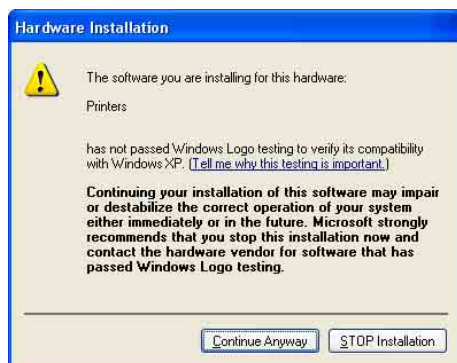 Hardware Installation
The software you are installing for this hardware:
Printers
has not passed Windows Logo testing to verify its compatibility
with Windows XP. (Tell me why this testing is important.)
Continuing your installation of this software may impair
or destabilize the correct operation of your system
either immediately or in the future. Microsoft strongly
recommends that you stop this installation now and
contact the hardware vendor for software that has
passed Windows Logo testing.
Continue Anyway STOP Installation